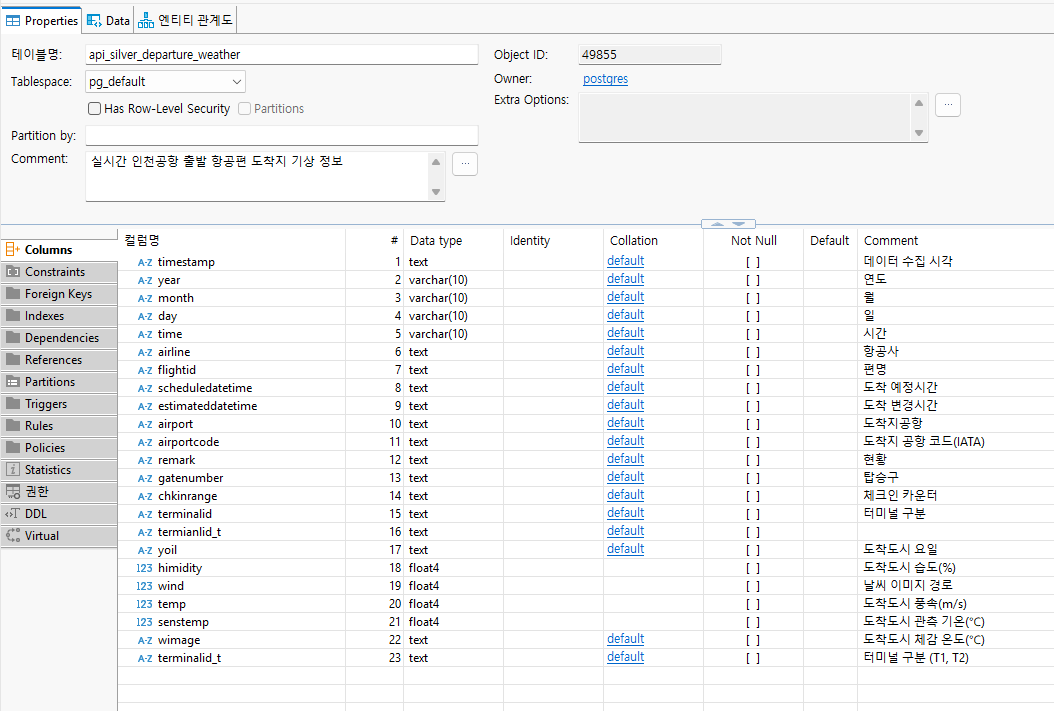 Properties Data 엔티티 관계도
테이블명: api_silver_departure_weather Object ID: 49855
Tablespace: pg_default Owner: postgres
Has Row-Level Security Partitions Extra Options: ...
Partition by:
Comment: 실시간 인천공항 출발 항공편 도착지 기상 정보 ...
Columns
Constraints
Foreign Keys
Indexes
Dependencies
References
Partitions
Triggers
Rules
Policies
Statistics
권한
DDL
Virtual
컬럼명 # Data type Identity Collation Not Null Default Comment
A-Z timestamp 1 text default [ ] 데이터 수집 시각
A-Z year 2 varchar(10) default [ ] 연도
A-Z month 3 varchar(10) default [ ] 월
A-Z day 4 varchar(10) default [ ] 일
A-Z time 5 varchar(10) default [ ] 시간
A-Z airline 6 text default [ ] 항공사
A-Z flightid 7 text default [ ] 편명
A-Z scheduledatetime 8 text default [ ] 도착 예정시간
A-Z estimateddatetime 9 text default [ ] 도착 변경시간
A-Z airport 10 text default [ ] 도착지공항
A-Z airportcode 11 text default [ ] 도착지 공항 코드(IATA)
A-Z remark 12 text default [ ] 현황
A-Z gatenumber 13 text default [ ] 탑승구
A-Z chkinrange 14 text default [ ] 체크인 카운터
A-Z terminalid 15 text default [ ] 터미널 구분
A-Z termianlid_t 16 text default [ ]
A-Z yoil 17 text default [ ] 도착도시 요일
123 himidity 18 float4 [ ] 도착도시 습도(%)
123 wind 19 float4 [ ] 날씨 이미지 경로
123 temp 20 float4 [ ] 도착도시 풍속(m/s)
123 senstemp 21 float4 [ ] 도착도시 관측 기온(°C)
A-Z wimage 22 text default [ ] 도착도시 체감 온도(°C)
A-Z terminalid_t 23 text default [ ] 터미널 구분 (T1, T2)